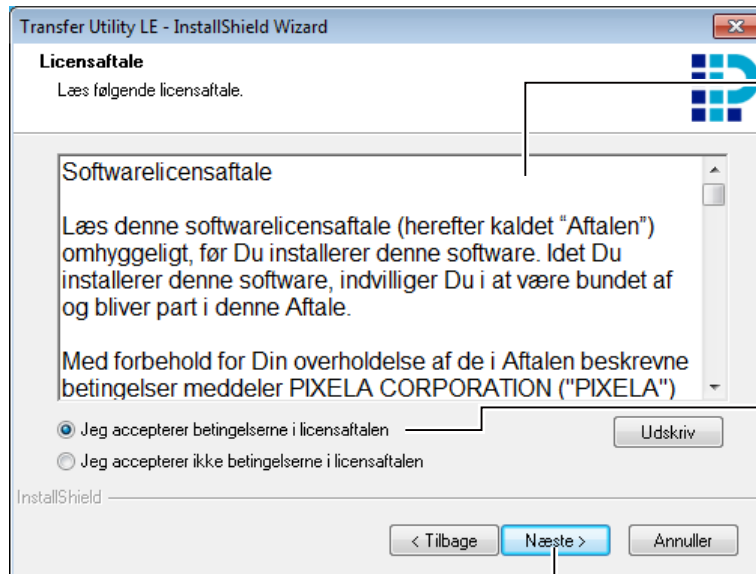 Transfer Utility LE - InstallShield Wizard
Licensaftale
Læs følgende licensaftale.
Softwarelicensaftale
Læs denne softwarelicensaftale (herefter kaldet “Aftalen”)
omhyggeligt, før Du installerer denne software. Idet Du
installerer denne software, indvilliger Du i at være bundet af
og bliver part i denne Aftale.
Med forbehold for Din overholdelse af de i Aftalen beskrevne
betingelser meddeler PIXELA CORPORATION ("PIXELA")
Jeg accepterer betingelserne i licensaftalen
Udskriv
Jeg accepterer ikke betingelserne i licensaftalen
InstallShield
< Tilbage
Næste >
Annuller